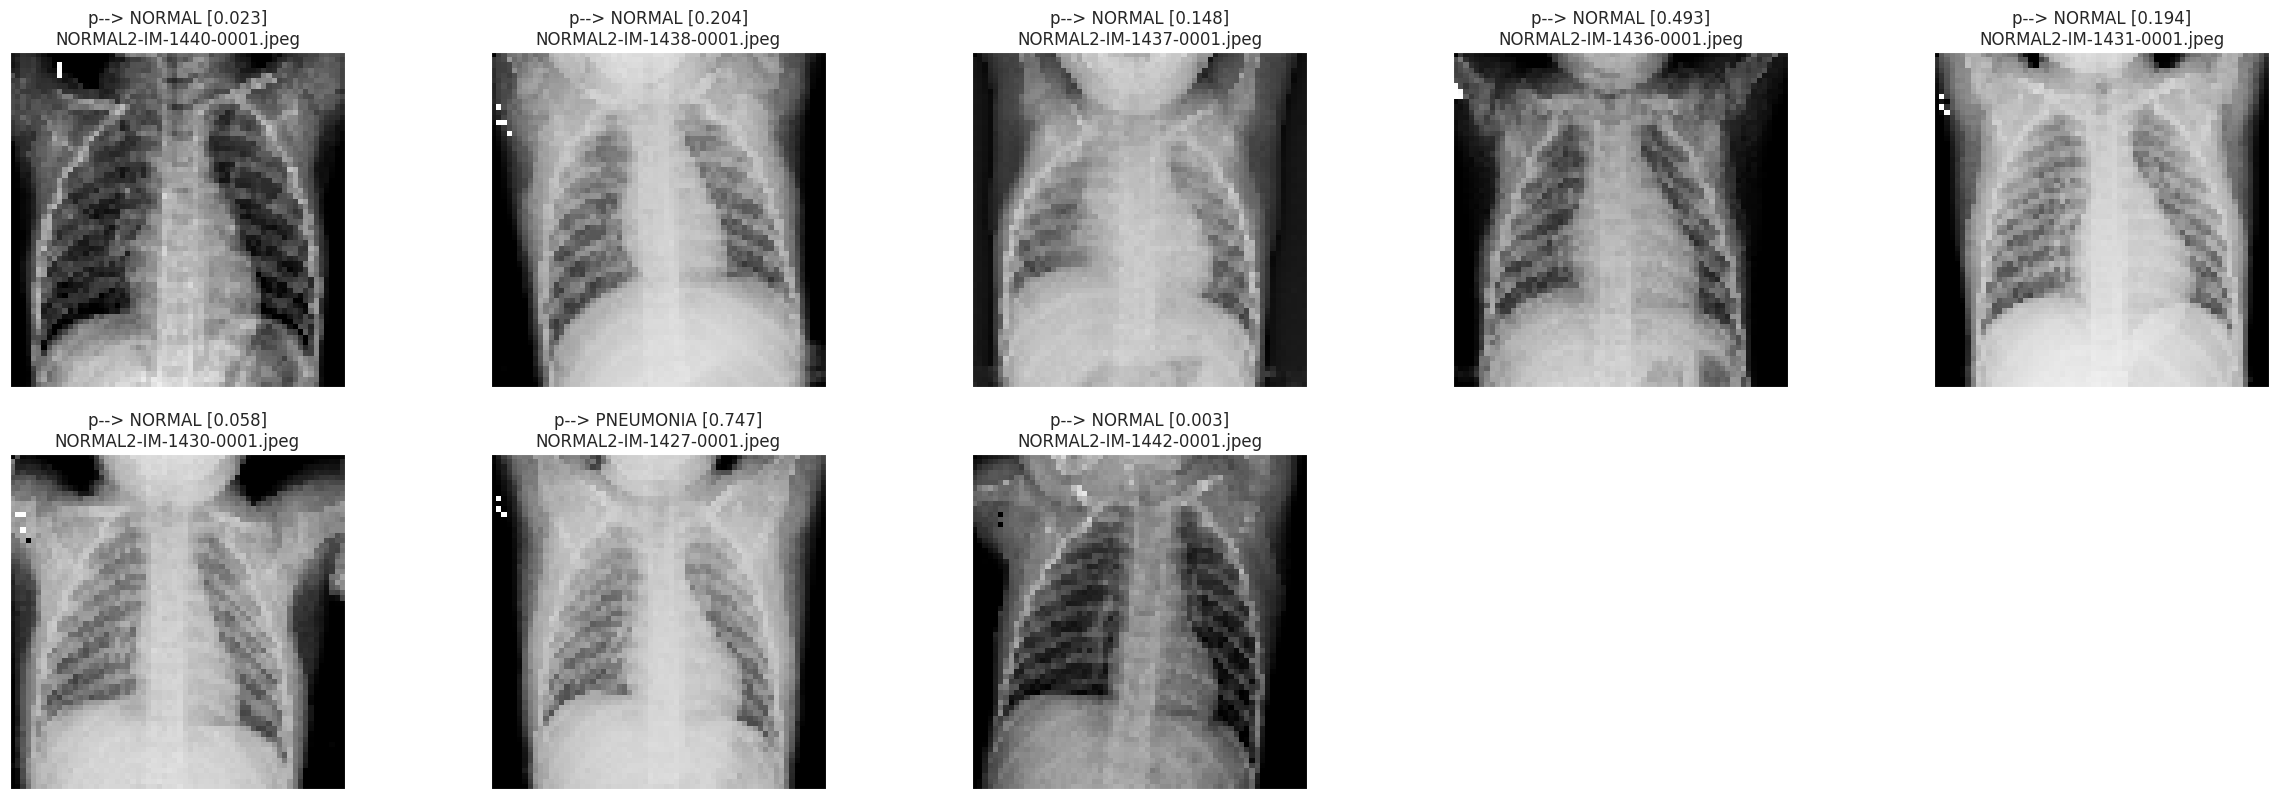 p--> NORMAL [0.023]
NORMAL2-IM-1440-0001.jpeg
p--> NORMAL [0.204]
NORMAL2-IM-1438-0001.jpeg
p--> NORMAL [0.148]
NORMAL2-IM-1437-0001.jpeg
p--> NORMAL [0.493]
NORMAL2-IM-1436-0001.jpeg
p--> NORMAL [0.194]
NORMAL2-IM-1431-0001.jpeg
p--> NORMAL [0.058]
NORMAL2-IM-1430-0001.jpeg
p--> PNEUMONIA [0.747]
NORMAL2-IM-1427-0001.jpeg
p--> NORMAL [0.003]
NORMAL2-IM-1442-0001.jpeg